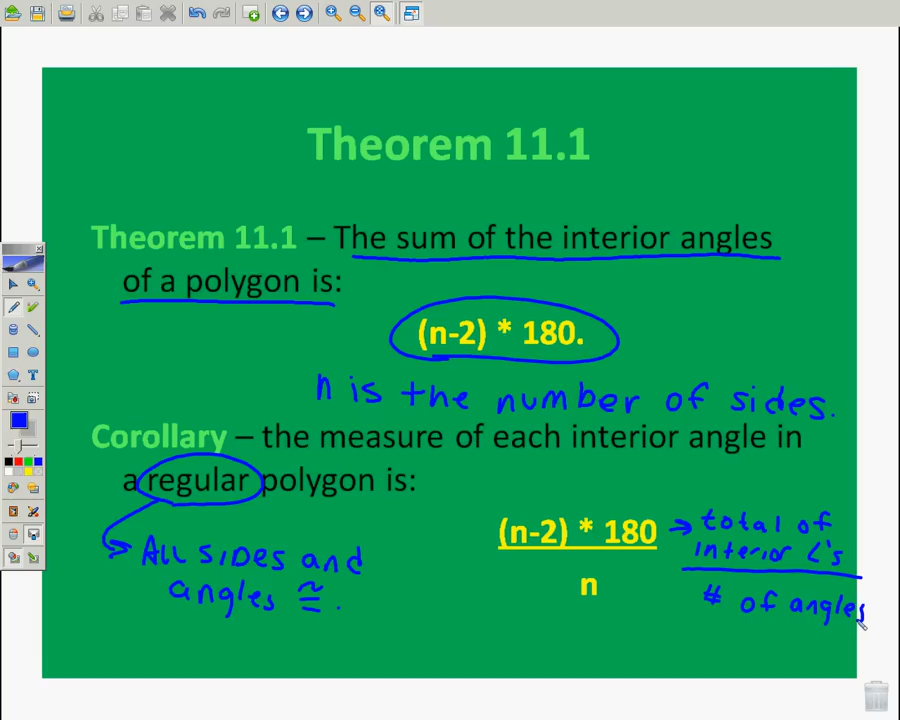 Theorem 11.1
Theorem 11.1 – The sum of the interior angles
of a polygon is:
(n-2) * 180.
n is the number of sides.
Corollary – the measure of each interior angle in
a regular polygon is:
(n-2) * 180 → total of
interior ∠'s
n
# of angles
ALL sides and
angles ≅.